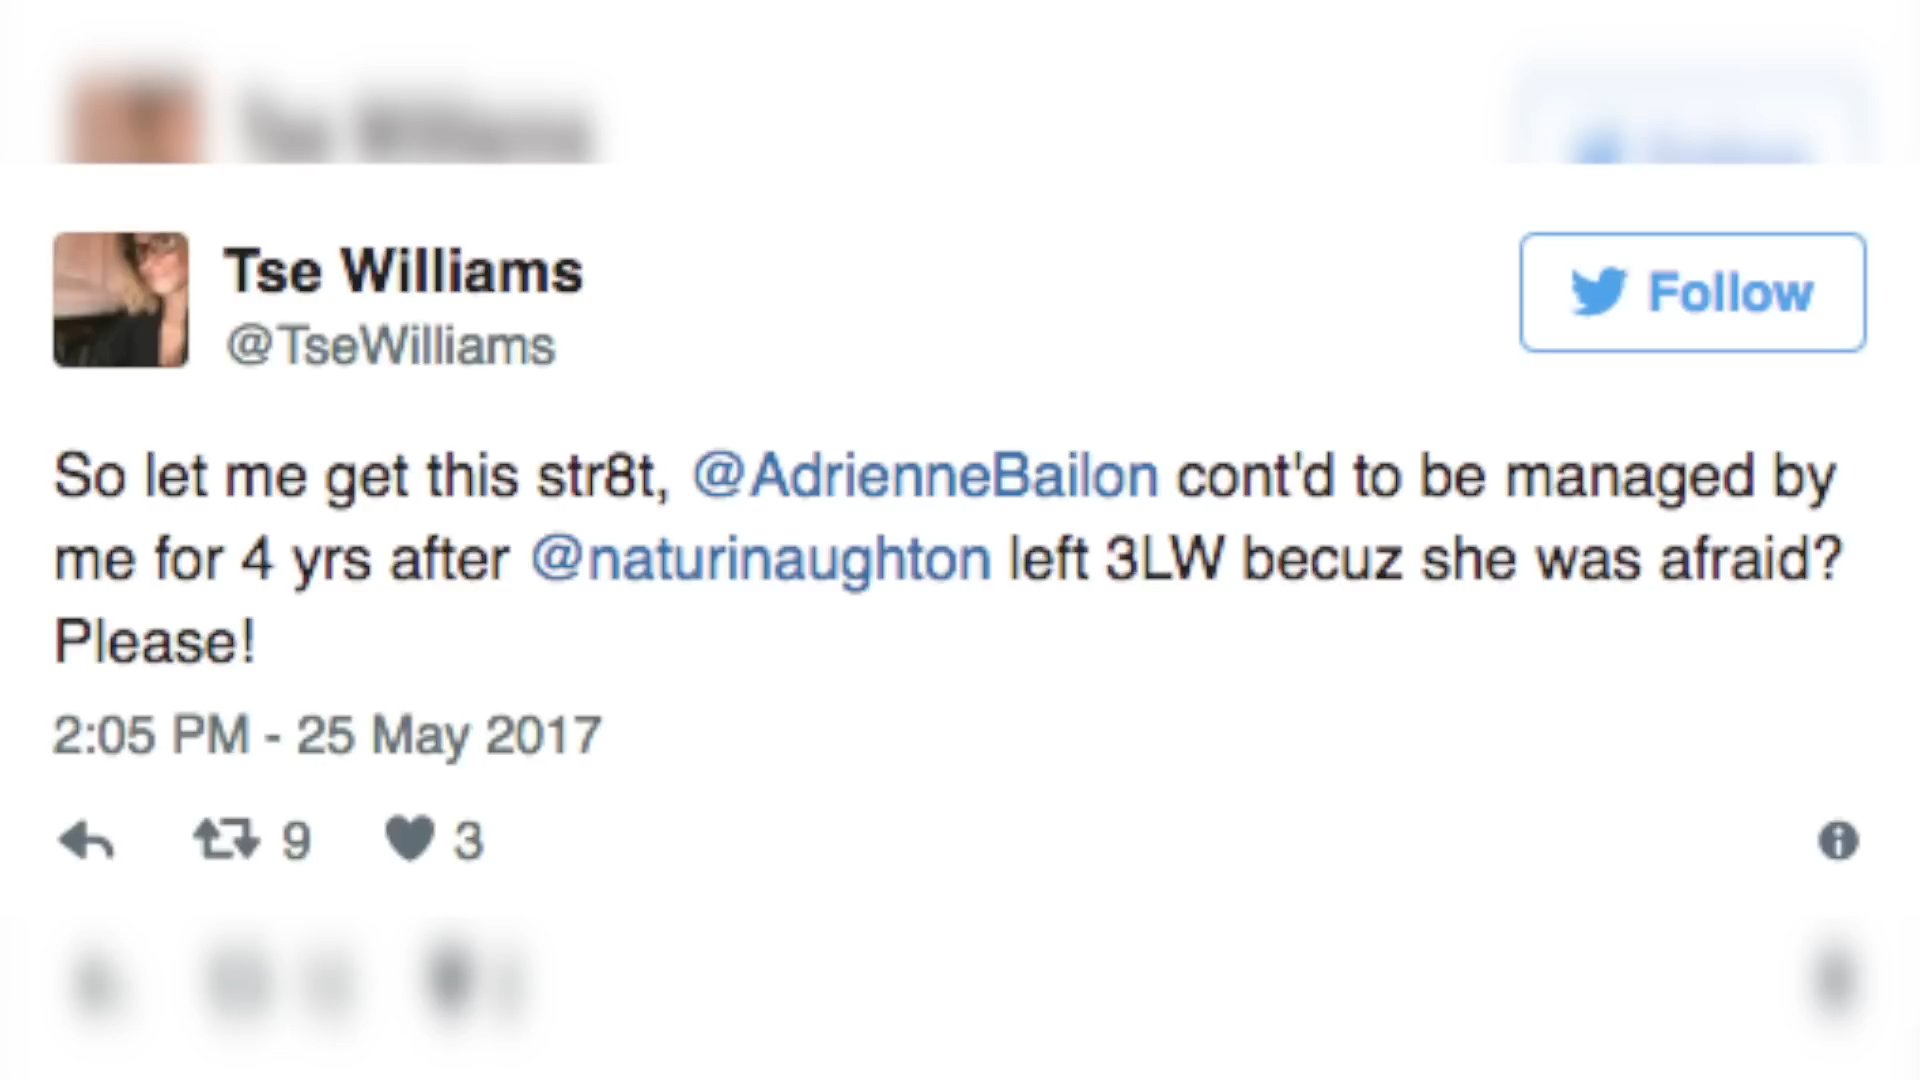 Tse Williams
@TseWilliams
Follow
So let me get this str8t, @AdrienneBailon cont'd to be managed by
me for 4 yrs after @naturinaughton left 3LW becuz she was afraid?
Please!
2:05 PM - 25 May 2017
9 3